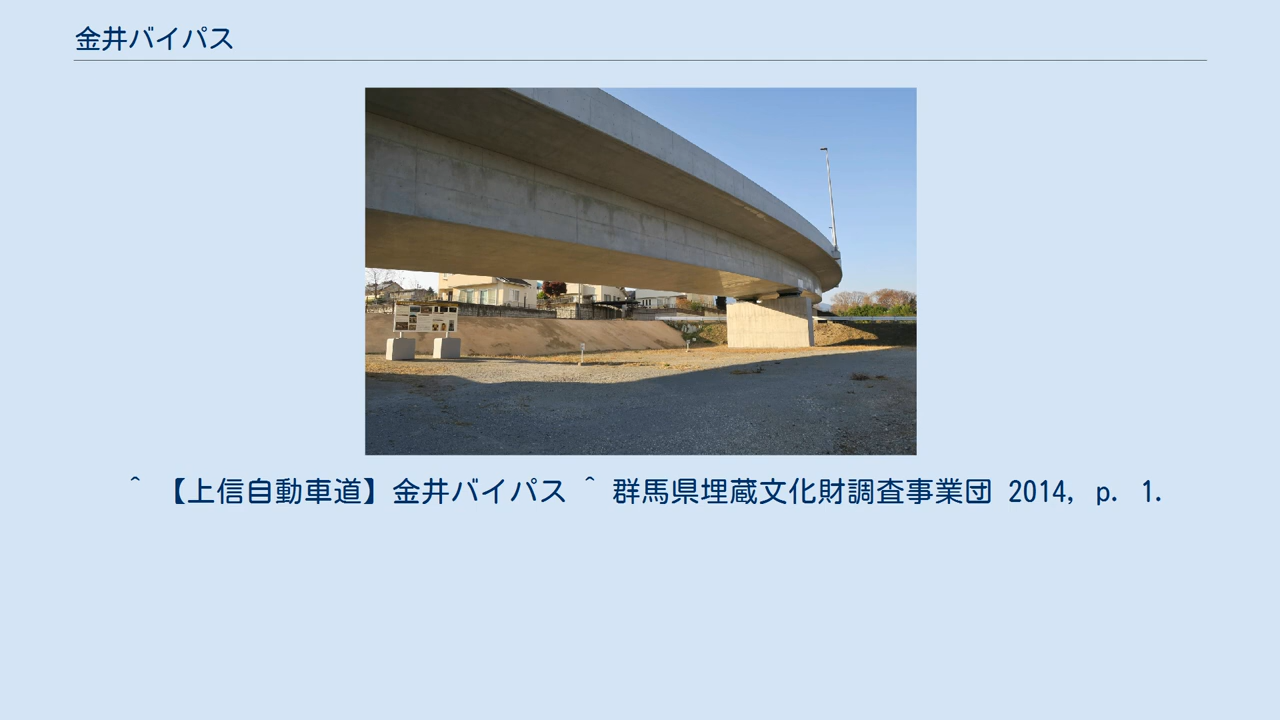 金井バイパス
^ 【上信自動車道】金井バイパス ^ 群馬県埋蔵文化財調査事業団 2014, p. 1.